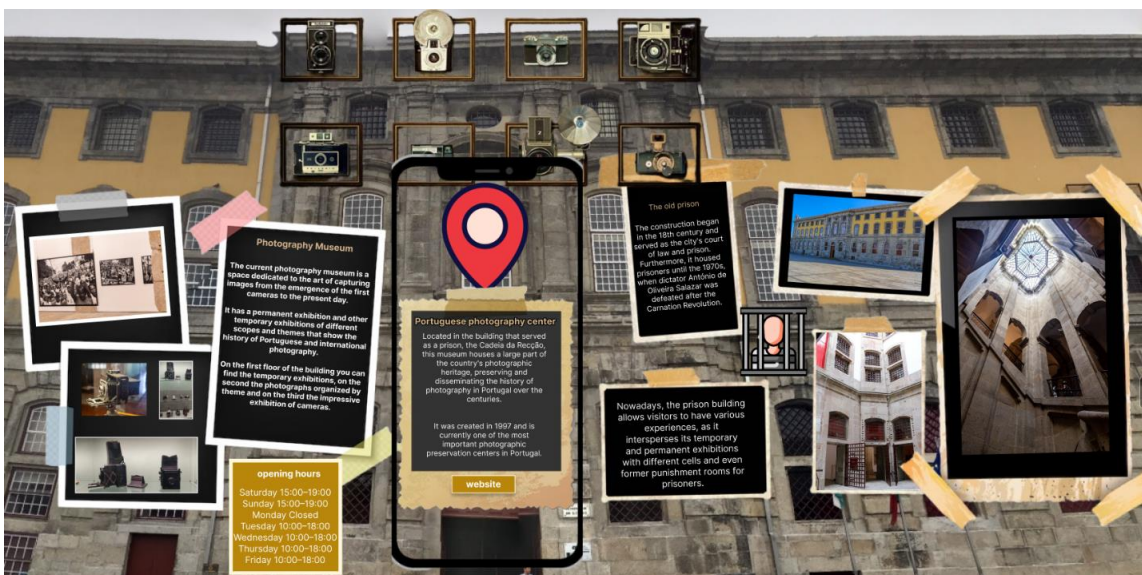 Photography Museum
The current photography museum is a
space dedicated to the art of capturing
images from the emergence of the first
cameras to the present day.
It has a permanent exhibition and other
temporary exhibitions of different
scopes and themes that show the
history of Portuguese and international
photography.
On the first floor of the building you can
find the temporary exhibitions, on the
second the photographs organized by
theme and on the third the impressive
exhibition of cameras.
opening hours
Saturday 15:00–19:00
Sunday 15:00–19:00
Monday Closed
Tuesday 10:00–18:00
Wednesday 10:00–18:00
Thursday 10:00–18:00
Friday 10:00–18:00
Portuguese photography center
Located in the building that served
as a prison, the Cadeia da Recção,
this museum houses a large part of
the country's photographic
heritage, preserving and
disseminating the history of
photography in Portugal over the
centuries.
It was created in 1997 and is
currently one of the most
important photographic
preservation centers in Portugal.
website
The old prison
The construction began
in the 18th century and
served as the city's court
of law and prison.
Furthermore, it housed
prisoners until the 1970s,
when dictator António de
Oliveira Salazar was
defeated after the
Carnation Revolution.
Nowadays, the prison building
allows visitors to have various
experiences, as it
intersperses its temporary
and permanent exhibitions
with different cells and even
former punishment rooms for
prisoners.